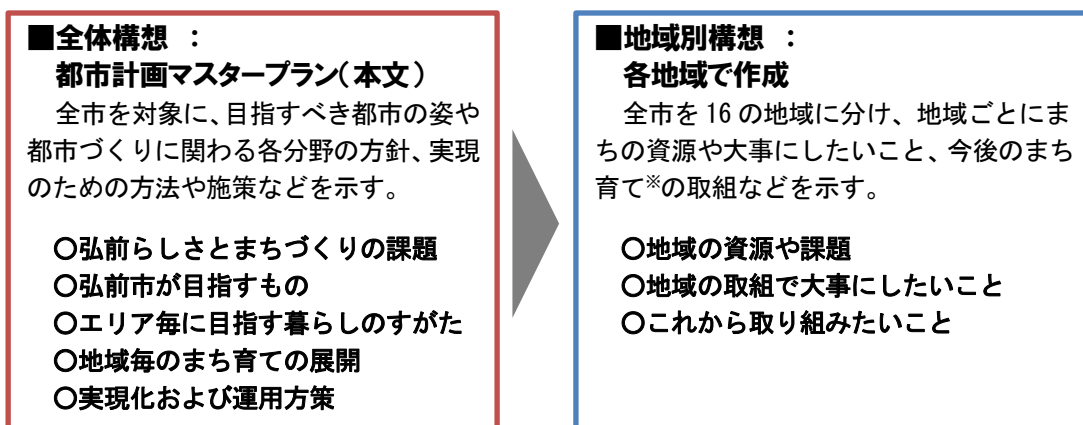 ■全体構想 :
都市計画マスタープラン(本文)
全市を対象に、目指すべき都市の姿や
都市づくりに関わる各分野の方針、実現
のための方法や施策などを示す。
○弘前らしさとまちづくりの課題
○弘前市が目指すもの
○エリア毎に目指す暮らしのすがた
○地域毎のまち育ての展開
○実現化および運用方策
■地域別構想 :
各地域で作成
全市を 16 の地域に分け、地域ごとにま
ちの資源や大事にしたいこと、今後のまち
育て※の取組などを示す。
○地域の資源や課題
○地域の取組で大事にしたいこと
○これから取り組みたいこと